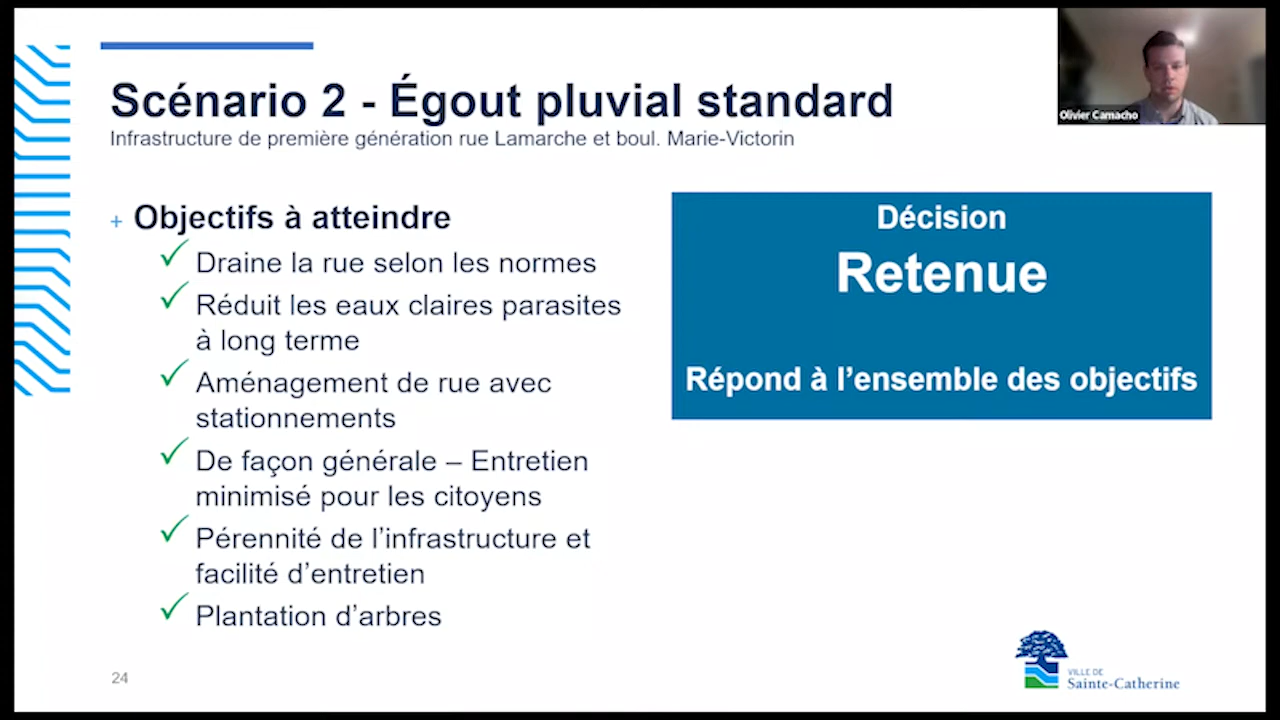 Scénario 2 - Égout pluvial standard
Infrastructure de première génération rue Lamarche et boul. Marie-Victorin
Olivier Camacho
+ Objectifs à atteindre
✓ Draine la rue selon les normes
✓ Réduit les eaux claires parasites
à long terme
✓ Aménagement de rue avec
stationnements
✓ De façon générale – Entretien
minimisé pour les citoyens
✓ Pérennité de l’infrastructure et
facilité d’entretien
✓ Plantation d’arbres
Décision
Retenue
Répond à l’ensemble des objectifs
24
VILLE DE
Sainte-Catherine